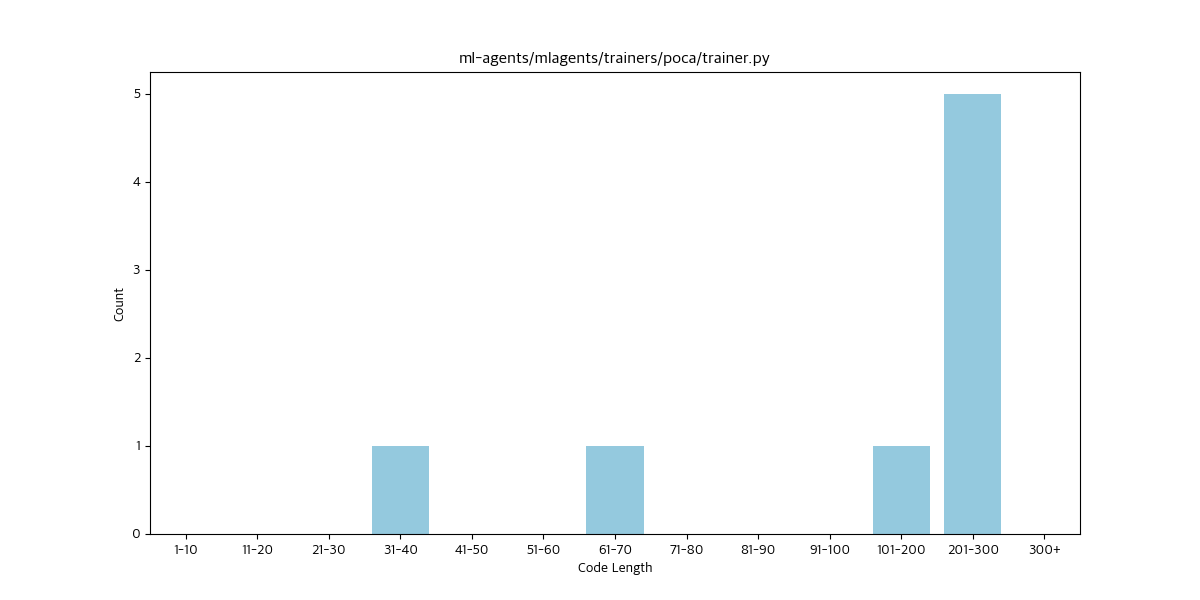 ml-agents/mlagents/trainers/poca/trainer.py
5
4
3
2
1
0
Count
1-10 11-20 21-30 31-40 41-50 51-60 61-70 71-80 81-90 91-100 101-200 201-300 300+
Code Length